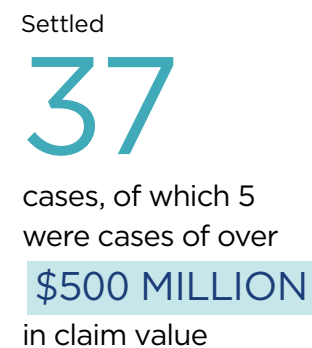 Settled
37
cases, of which 5
were cases of over
$500 MILLION
in claim value